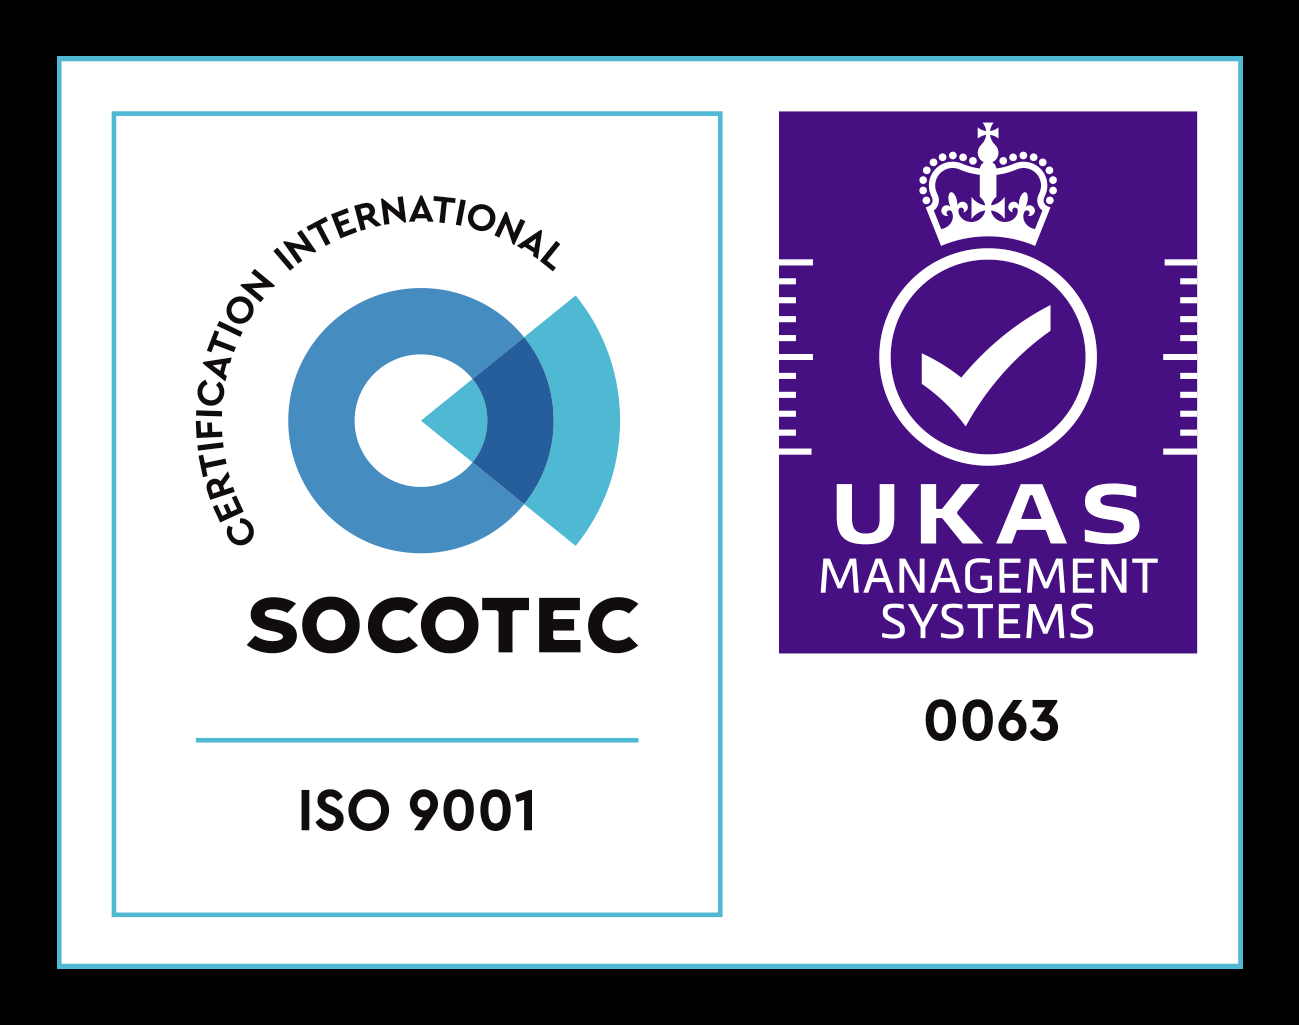 CERTIFICATION INTERNATIONAL
SOCOTEC
ISO 9001
UKAS
MANAGEMENT
SYSTEMS
0063